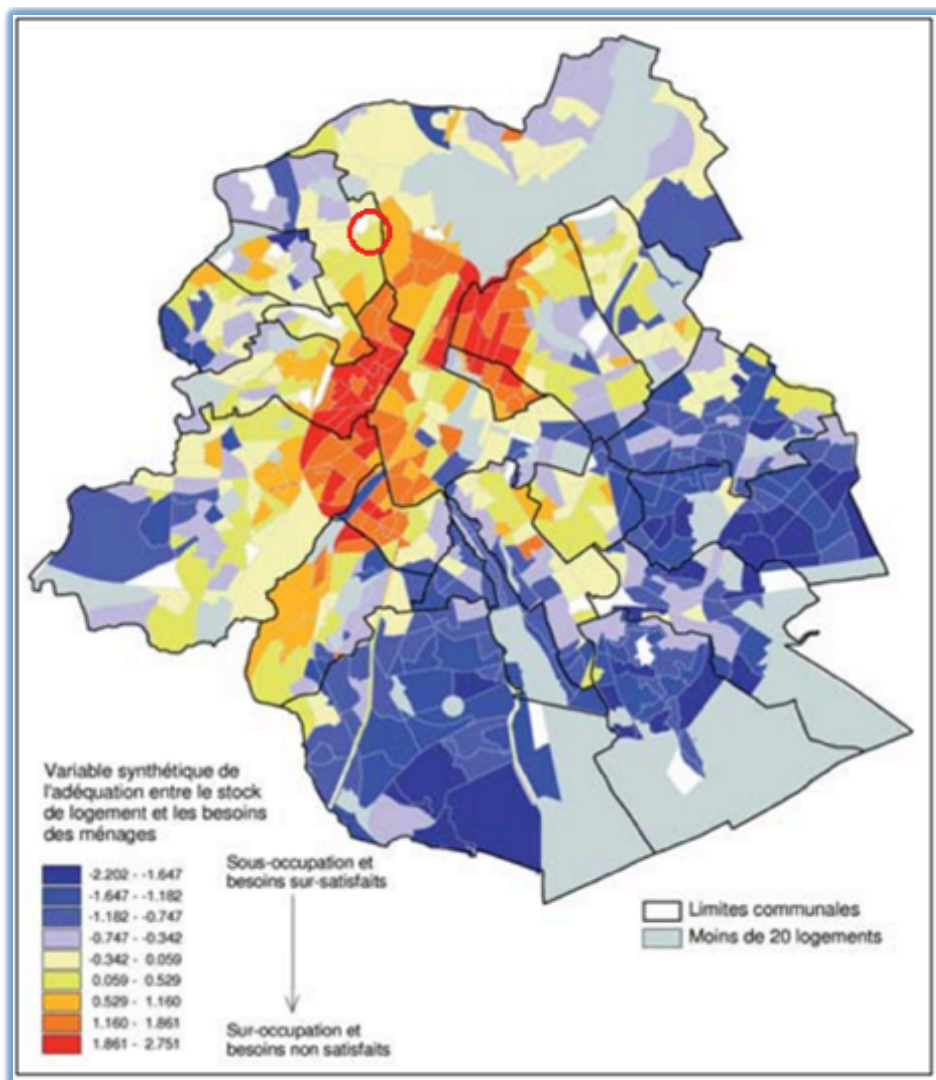 Variable synthétique de
l'adéquation entre le stock
de logement et les besoins
des ménages
-2.202 - -1.647
-1.647 - -1.182
-1.182 - -0.747
-0.747 - -0.342
-0.342 - 0.059
0.059 - 0.529
0.529 - 1.160
1.160 - 1.861
1.861 - 2.751
Sous-occupation et
besoins sur-satisfaits
Sur-occupation et
besoins non satisfaits
Limites communales
Moins de 20 logements